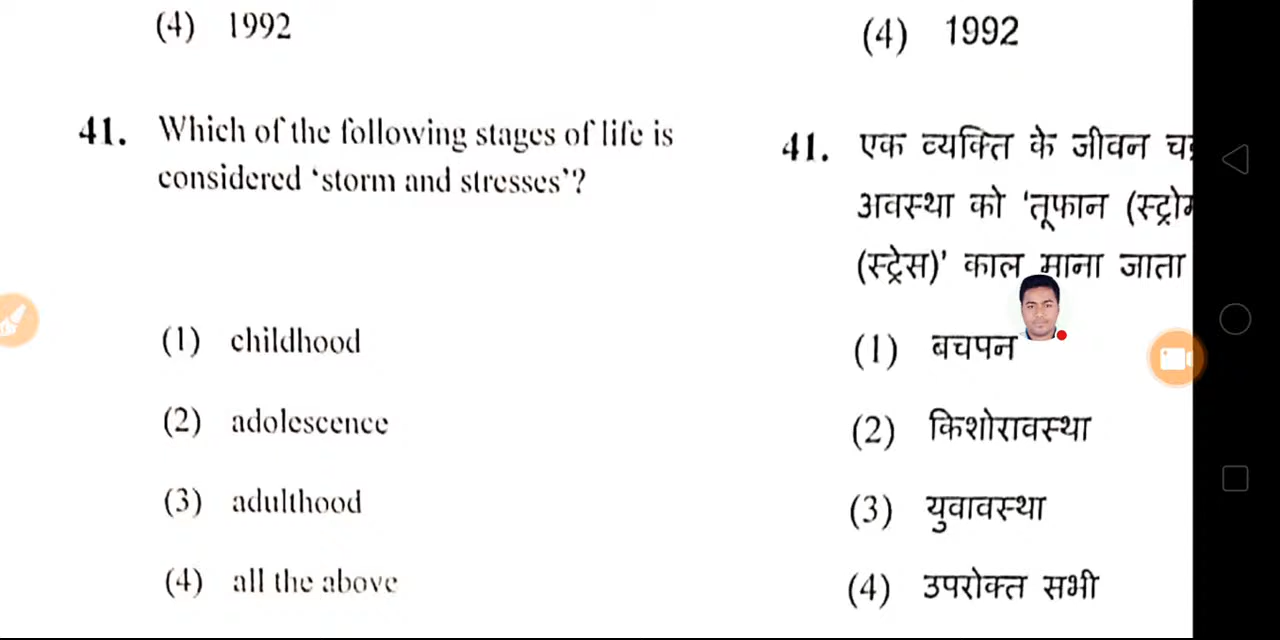 (4) 1992
41. Which of the following stages of life is
considered ‘storm and stresses’?
(1) childhood
(2) adolescence
(3) adulthood
(4) all the above
(4) 1992
41. एक व्यक्ति के जीवन
अवस्था को 'तूफान
(स्ट्रेस)' काल माना जाता
(1) बचपन
(2) किशोरावस्था
(3) युवावस्था
(4) उपरोक्त सभी